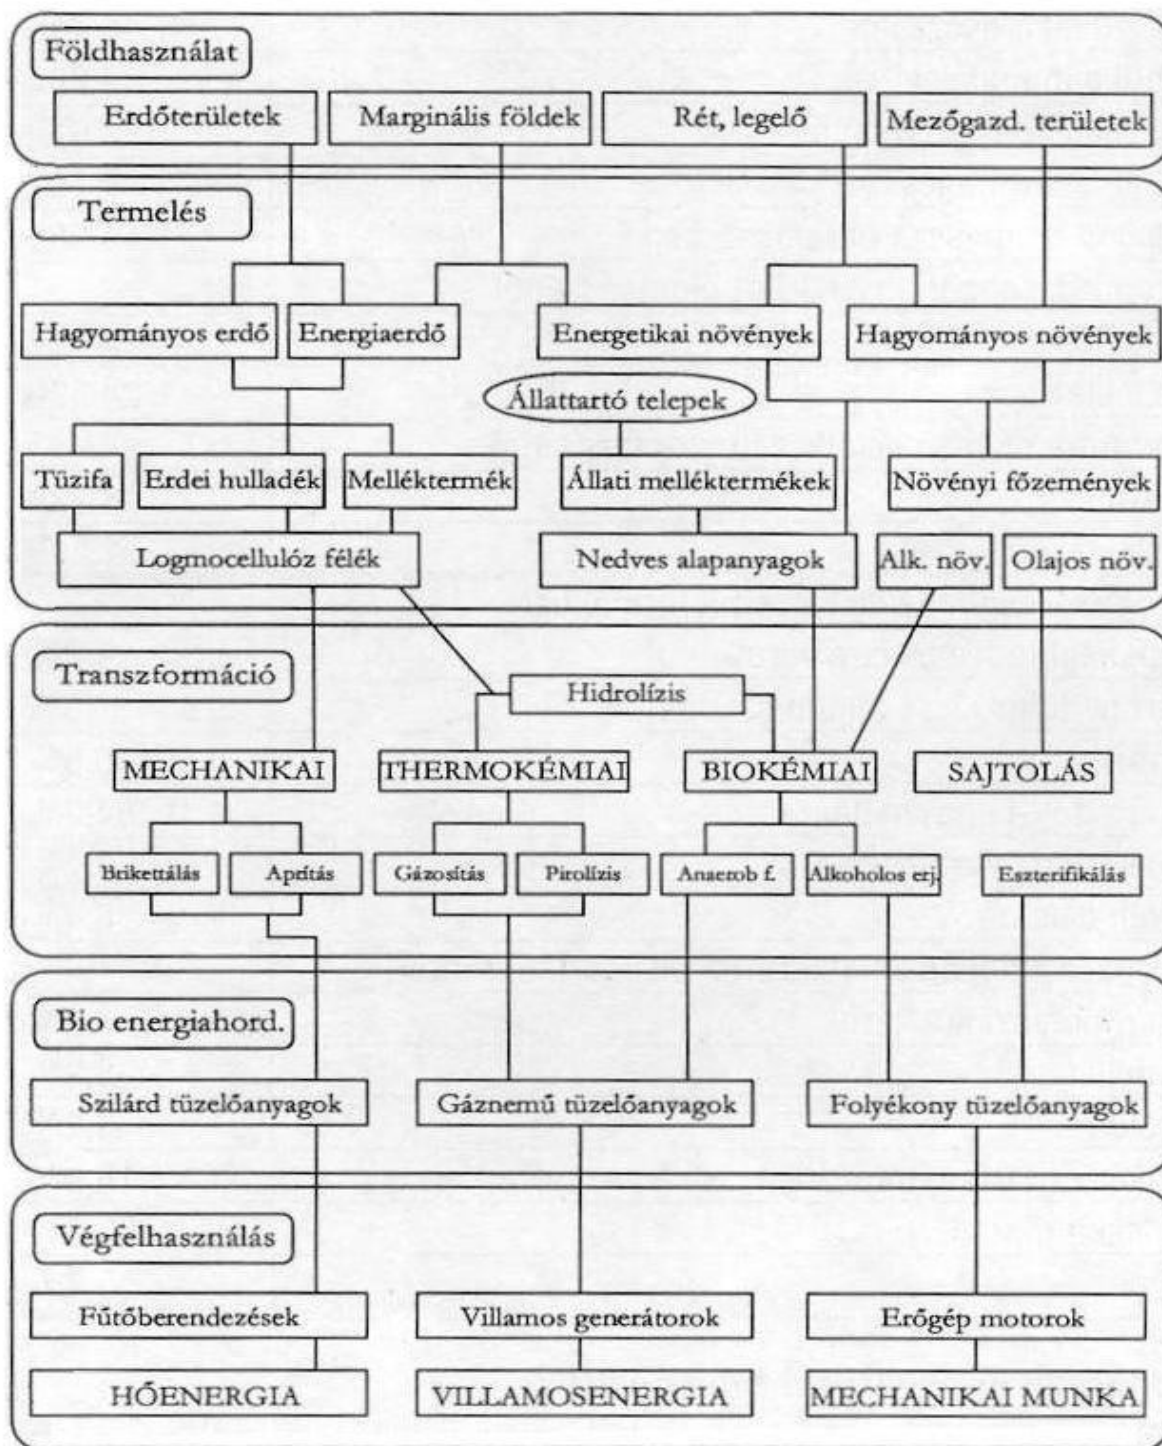 Földhasználat
Erdőterületek
Marginális földek
Rét, legelő
Mezőgazd. területek
Termelés
Hagyományos erdő
Energiaerdő
Energetikai növények
Hagyományos növények
Állattartó telepek
Tüzifa
Erdei hulladék
Melléktermék
Állati melléktermékek
Növényi főzemények
Logmocellulóz félék
Nedves alapanyagok
Alk. növ.
Olajos növ.
Transzformáció
Hidrolízis
MECHANIKAI
THERMOKÉMIAI
BIOKÉMIAI
SAJTOLÁS
Brikettálás
Aprítás
Gázosítás
Pirolízis
Anaerob f.
Alkoholos erj.
Eszterifikálás
Bio energiahord.
Szilárd tüzelőanyagok
Gáznemű tüzelőanyagok
Folyékony tüzelőanyagok
Végfelhasználás
Fűtőberendezések
Villamos generátorok
Erőgép motorok
HŐENERGIA
VILLAMOSENERGIA
MECHANIKAI MUNKA